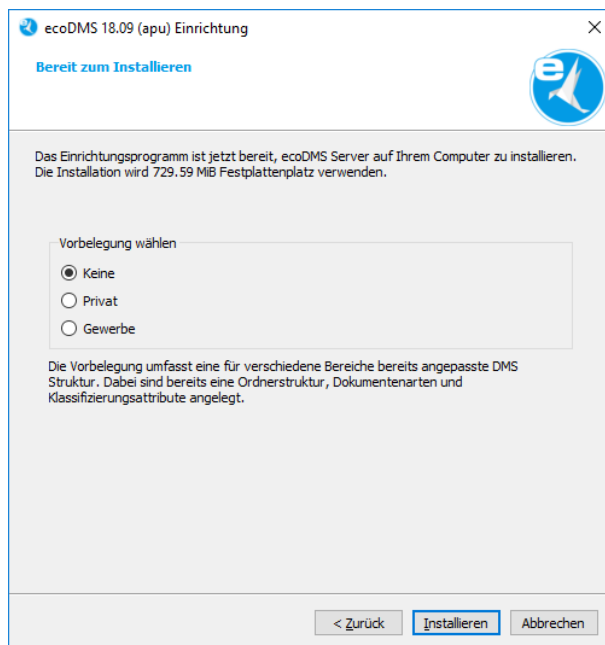 ecoDMS 18.09 (apu) Einrichtung
Bereit zum Installieren
e
Das Einrichtungsprogramm ist jetzt bereit, ecoDMS Server auf Ihrem Computer zu installieren.
Die Installation wird 729.59 MiB Festplattenplatz verwenden.
Vorbelegung wählen
Keine
Privat
Gewerbe
Die Vorbelegung umfasst eine für verschiedene Bereiche bereits angepasste DMS
Struktur. Dabei sind bereits eine Ordnerstruktur, Dokumentenarten und
Klassifizierungsattribute angelegt.
< Zurück Installieren Abbrechen